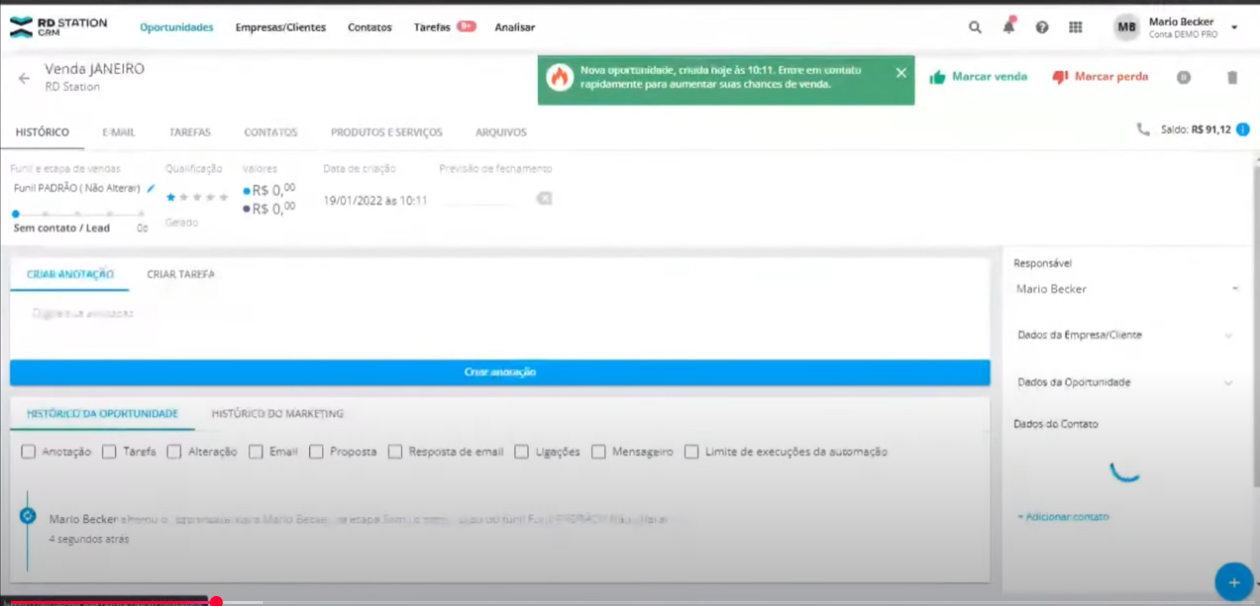 RD STATION
CRM
Oportunidades
Empresas/Clientes
Contatos
Tarefas 9+
Analisar
MB
Mario Becker
Conta DEMO PRO
Venda JANEIRO
RD Station
Nova oportunidade, criada hoje às 10:11. Entre em contato
rapidamente para aumentar suas chances de venda.
Marcar venda
Marcar perda
HISTÓRICO
E-MAIL
TAREFAS
CONTATOS
PRODUTOS E SERVIÇOS
ARQUIVOS
Saldo: R$ 91,12
Funil e etapa de vendas
Qualificação
Valores
Data de criação
Previsão de fechamento
Funil PADRÃO ( Não Alterar)
R$ 0,00
R$ 0,00
19/01/2022 às 10:11
Gelado
Sem contato / Lead
CRIAR ANOTAÇÃO
CRIAR TAREFA
Digite sua anotação
Criar anotação
Responsável
Mario Becker
Dados da Empresa/Cliente
Dados da Oportunidade
Dados do Contato
+ Adicionar contato
HISTÓRICO DA OPORTUNIDADE
HISTÓRICO DO MARKETING
Anotação
Tarefa
Alteração
Email
Proposta
Resposta de email
Ligações
Mensageiro
Limite de execuções da automação
Mario Becker
4 segundos atrás